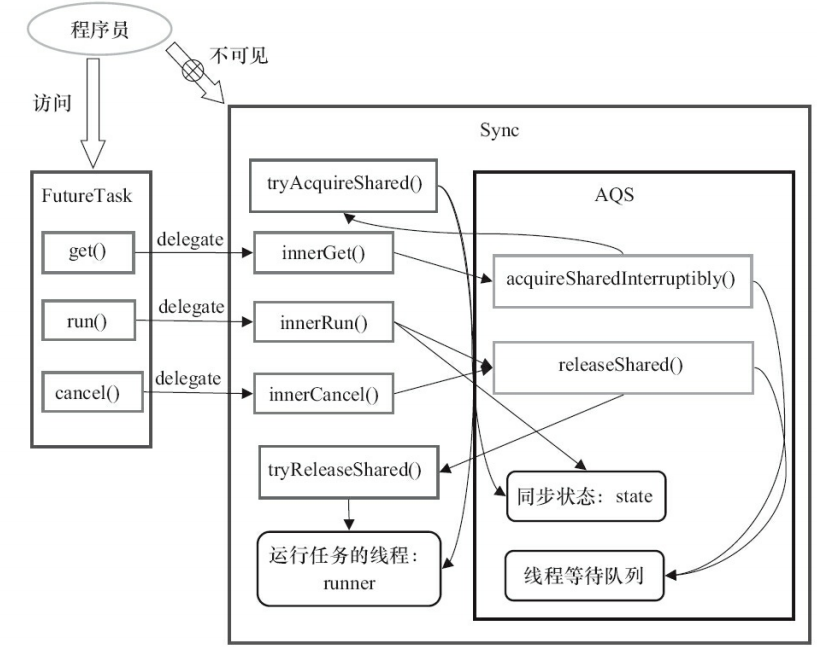 程序员
不可见
访问
Sync
tryAcquireShared()
AQS
FutureTask
get()
delegate
innerGet()
acquireSharedInterruptibly()
run()
delegate
innerRun()
releaseShared()
cancel()
delegate
innerCancel()
tryReleaseShared()
同步状态：state
运行任务的线程：
runner
线程等待队列